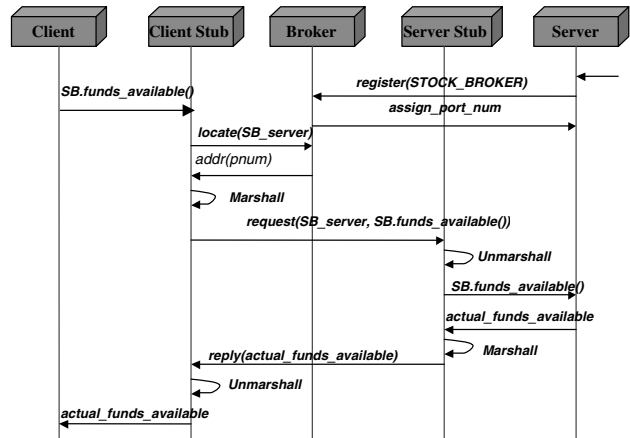 Client
Client Stub
Broker
Server Stub
Server
register(STOCK_BROKER)
SB.funds_available()
assign_port_num
locate(SB_server)
addr(pnum)
Marshall
request(SB_server, SB.funds_available())
Unmarshall
SB.funds_available()
actual_funds_available
Marshall
reply(actual_funds_available)
Unmarshall
actual_funds_available